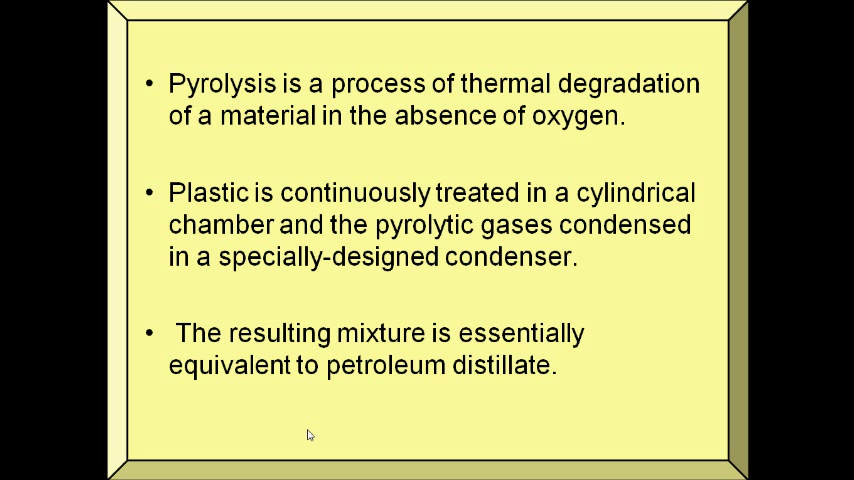 • Pyrolysis is a process of thermal degradation
of a material in the absence of oxygen.
• Plastic is continuously treated in a cylindrical
chamber and the pyrolytic gases condensed
in a specially-designed condenser.
• The resulting mixture is essentially
equivalent to petroleum distillate.